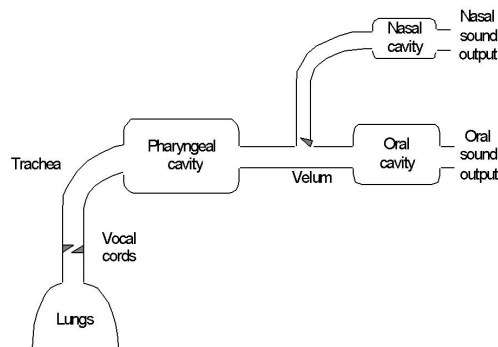 Nasal
sound
output
Nasal
cavity
Trachea
Pharyngeal
cavity
Velum
Oral
cavity
Oral
sound
output
Vocal
cords
Lungs